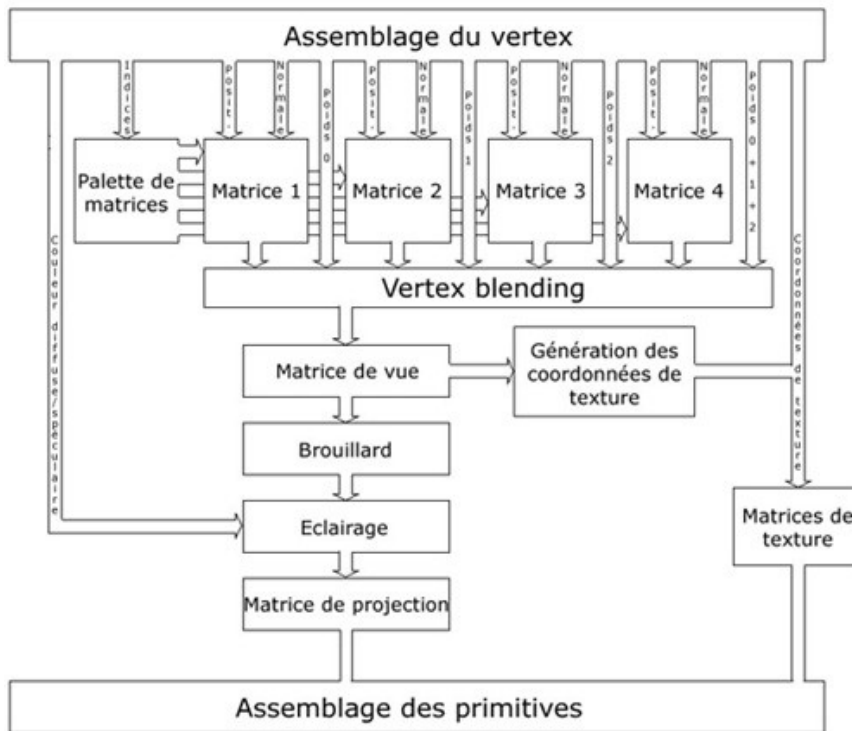 Assemblage du vertex
Indices
Posit.
Normale
Poids 0
Posit.
Normale
Poids 1
Posit.
Normale
Poids 2
Posit.
Normale
Poids 0 + 1 + 2
Palette de
matrices
Matrice 1
Matrice 2
Matrice 3
Matrice 4
Couleur diffuse/spéculaire
Coordonnées de texture
Vertex blending
Matrice de vue
Génération des
coordonnées de
texture
Brouillard
Eclairage
Matrices de
texture
Matrice de projection
Assemblage des primitives